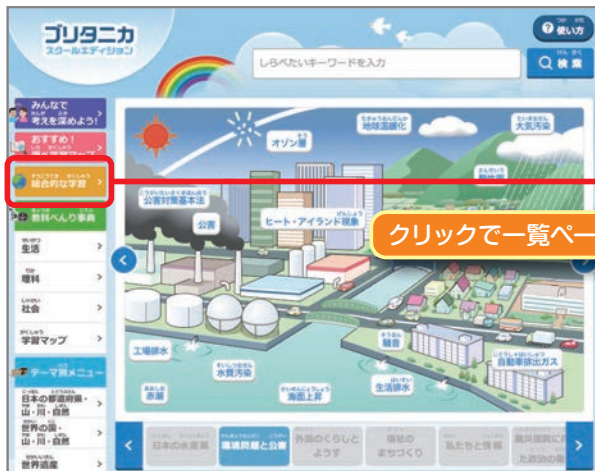 ブリタニカ
スクールエディション
使い方
しらべたいキーワードを入力
検索
みんなで
考えを深めよう!
おすすめ!
総合的な学習
教科べんり事典
生活
理科
社会
学習マップ
テーマ別メニュー
日本の都道府県・
山・川・自然
世界の国・
山・川・自然
世界遺産
オゾン層
地球温暖化
大気汚染
公害対策基本法
公害
ヒート・アイランド現象
クリックで一覧ペー
工場排水
水質汚染
赤潮
海面上昇
騒音
生活排水
自動車排出ガス
日本の水産業
環境問題と公害
外国のくらしと
ようす
福祉の
まちづくり
私たちと情報